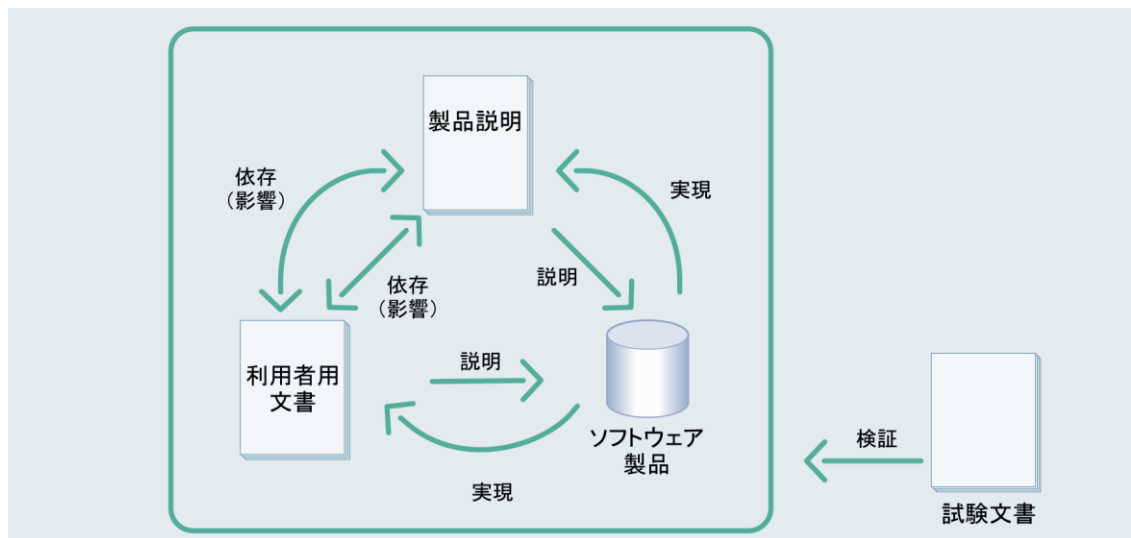 製品説明
依存
（影響）
実現
依存
（影響）
説明
利用者用
文書
説明
ソフトウェア
製品
実現
検証
試験文書